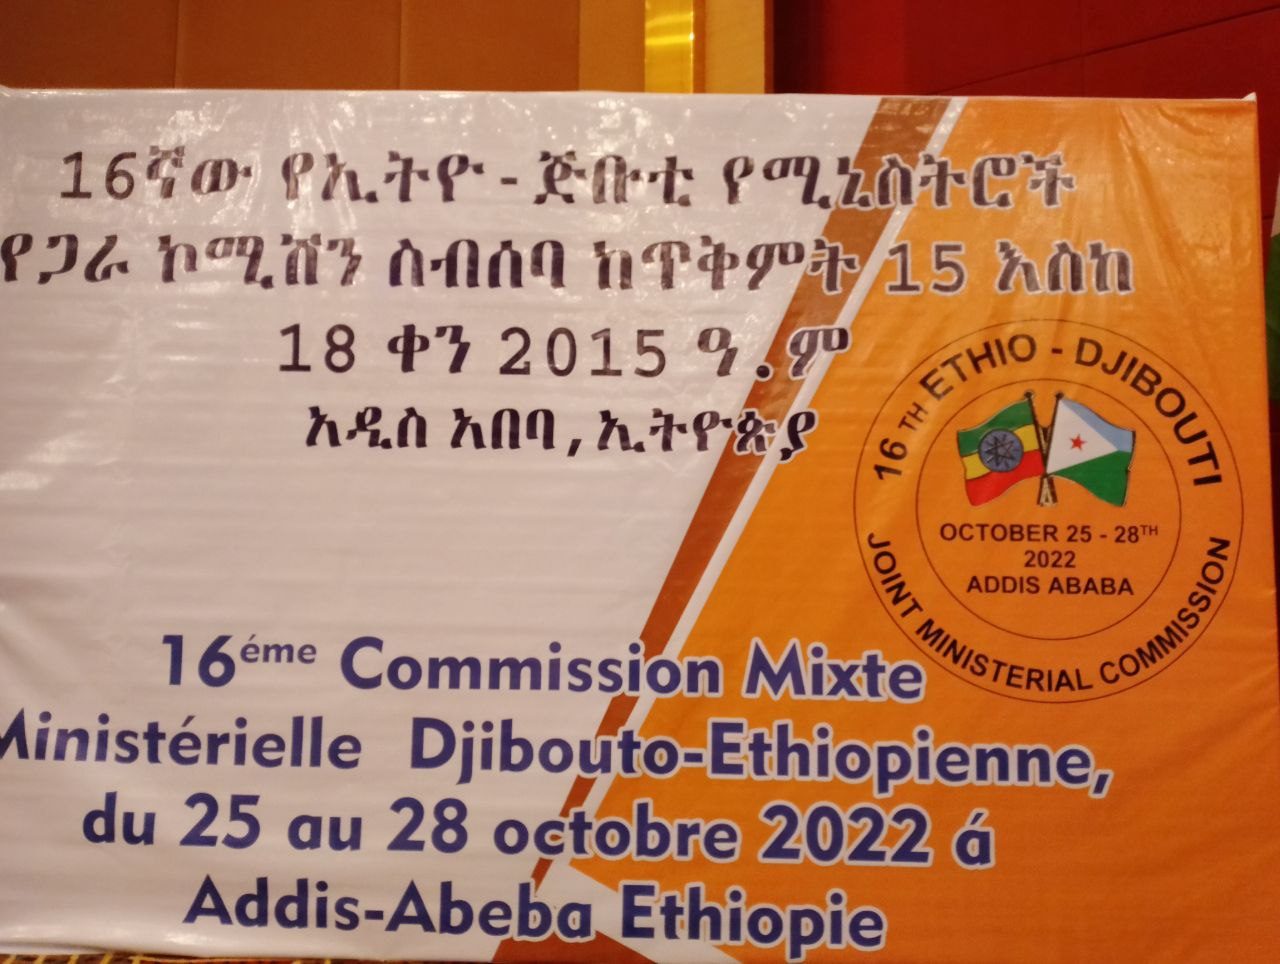 16ኛው የኢትዮ - ጅቡቲ የሚኒስትሮች
የጋራ ኮሚሽን ስብሰባ ከጥቅምት 15 እስከ
18 ቀን 2015 ዓ.ም
አዲስ አበባ, ኢትዮጵያ
16 TH ETHIO - DJIBOUTI
OCTOBER 25 - 28TH
2022
ADDIS ABABA
JOINT MINISTERIAL COMMISSION
16éme Commission Mixte
Ministérielle Djibouto-Ethiopienne,
du 25 au 28 octobre 2022 á
Addis-Abeba Ethiopie